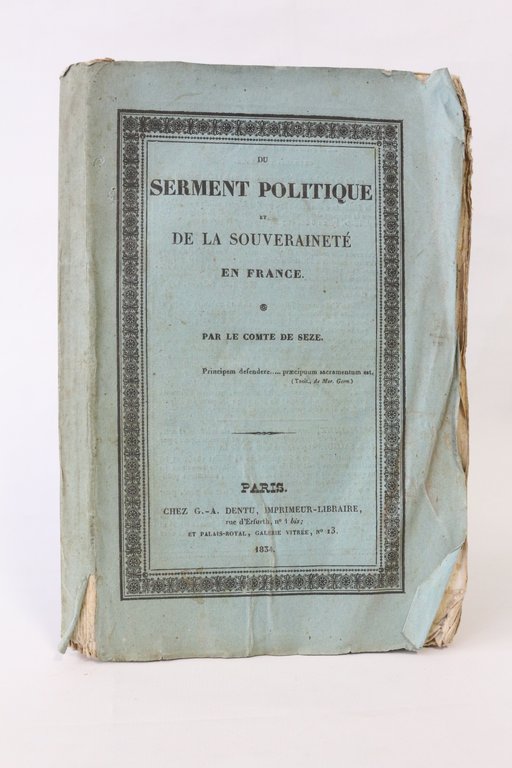 DU
SERMENT POLITIQUE
ET
DE LA SOUVERAINETÉ
EN FRANCE.
PAR LE COMTE DE SEZE.
Principem defendere.... præcipuum sacramentum est.
(Tacit., de Mor. Germ.)
PARIS.
CHEZ G.-A. DENTU, IMPRIMEUR-LIBRAIRE,
rue d'Erfurth, nº 1 bis;
ET PALAIS-ROYAL, GALERIE VITRÉE, Nº 13.
1834.